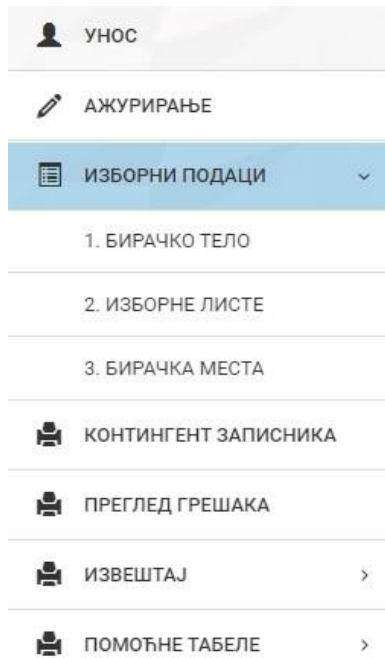 УНОС
АЖУРИРАЊЕ
ИЗБОРНИ ПОДАЦИ
1. БИРАЧКО ТЕЛО
2. ИЗБОРНЕ ЛИСТЕ
3. БИРАЧКА МЕСТА
КОНТИНГЕНТ ЗАПИСНИКА
ПРЕГЛЕД ГРЕШАКА
ИЗВЕШТАЈ
ПОМОЋНЕ ТАБЕЛЕ